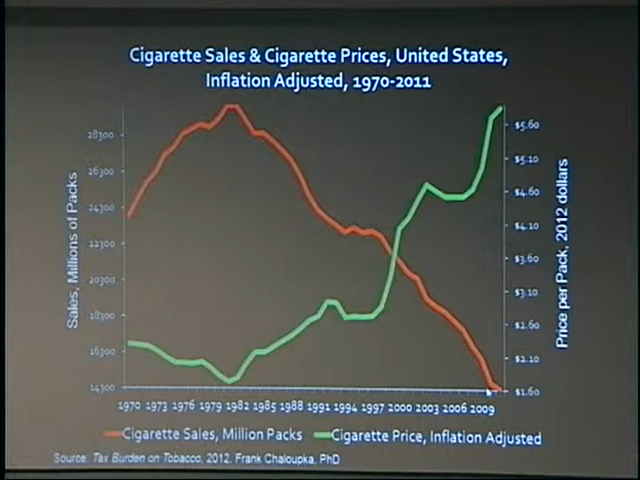 Cigarette Sales & Cigarette Prices, United States,
Inflation Adjusted, 1970-2011
Sales, Millions of Packs
28300
26300
24300
22300
20300
18300
16300
14300
$5.60
$5.10
$4.60
$4.10
$3.60
$3.10
$2.60
$2.10
$1.60
Price per Pack, 2012 dollars
1970 1973 1976 1979 1982 1985 1988 1991 1994 1997 2000 2003 2006 2009
Cigarette Sales, Million Packs Cigarette Price, Inflation Adjusted
Source: Tax Burden on Tobacco, 2012, Frank Chaloupka, PhD